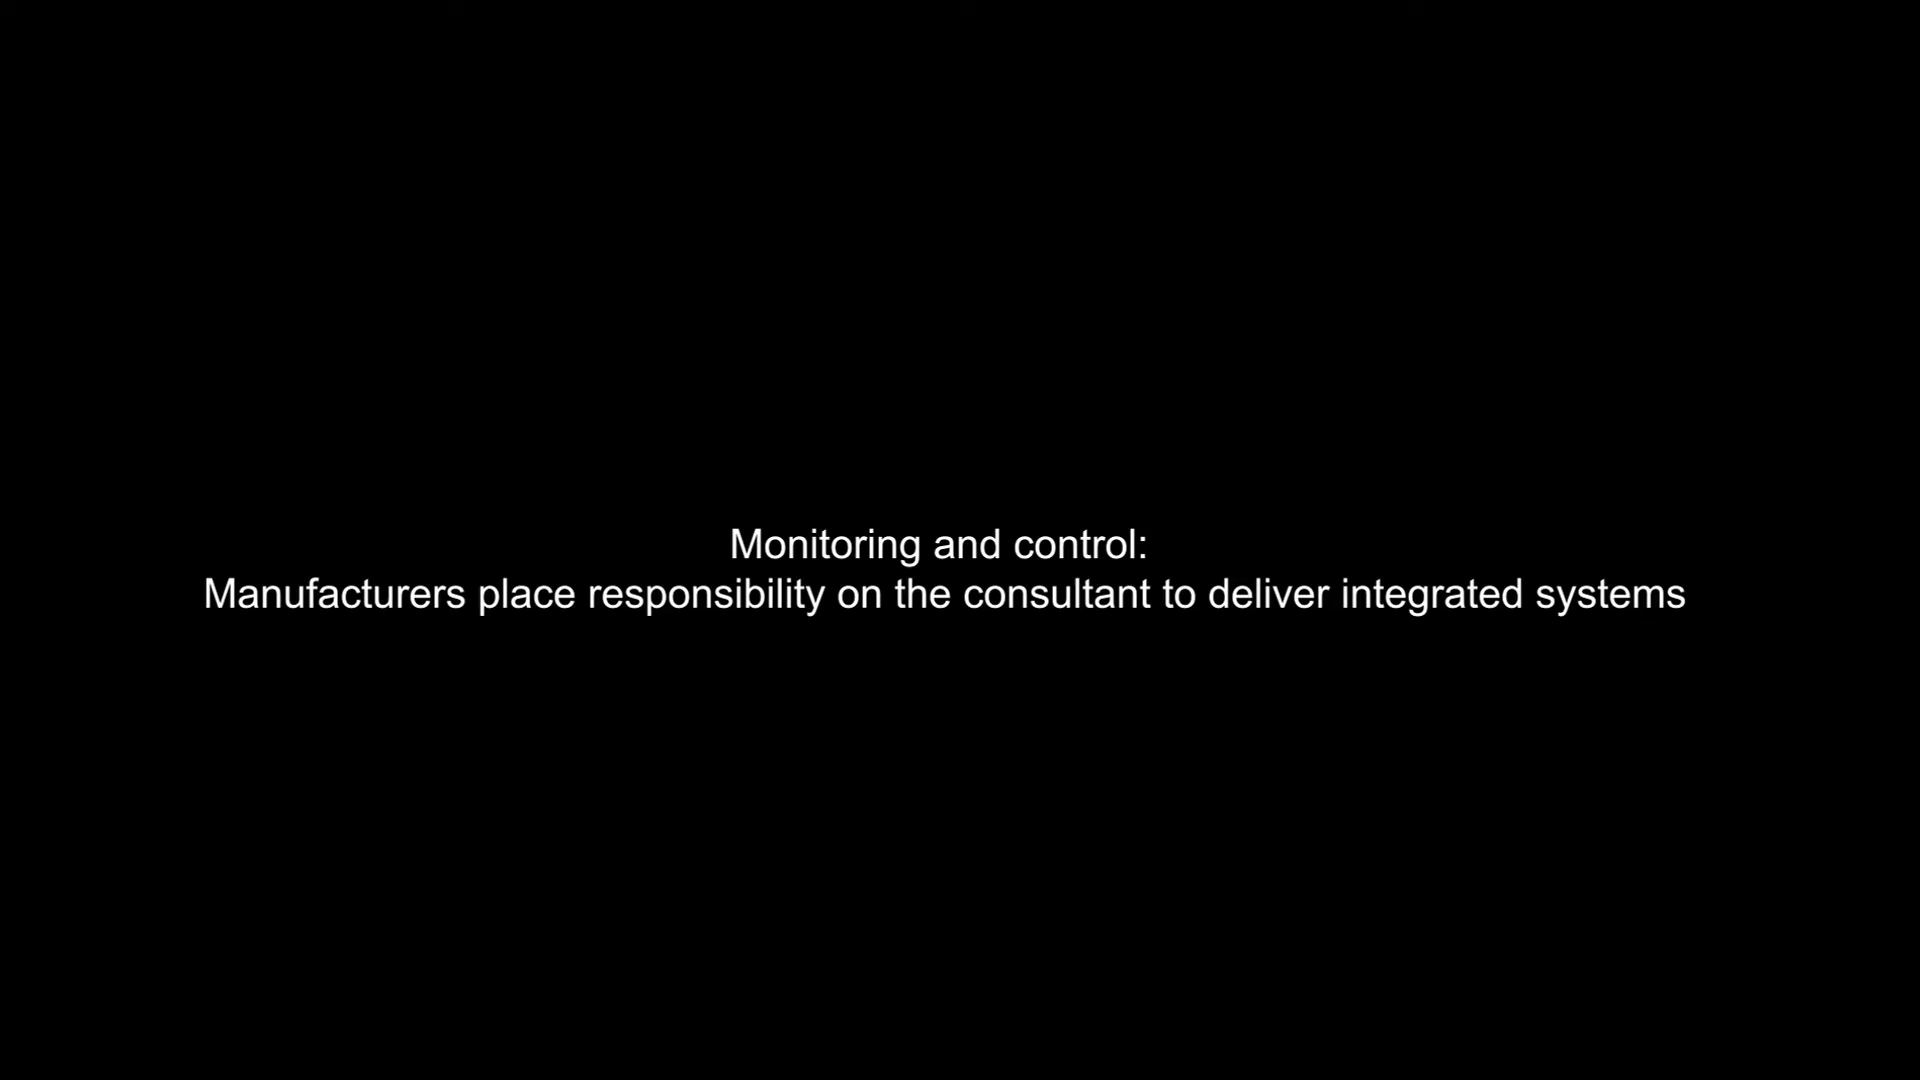 Monitoring and control:
Manufacturers place responsibility on the consultant to deliver integrated systems